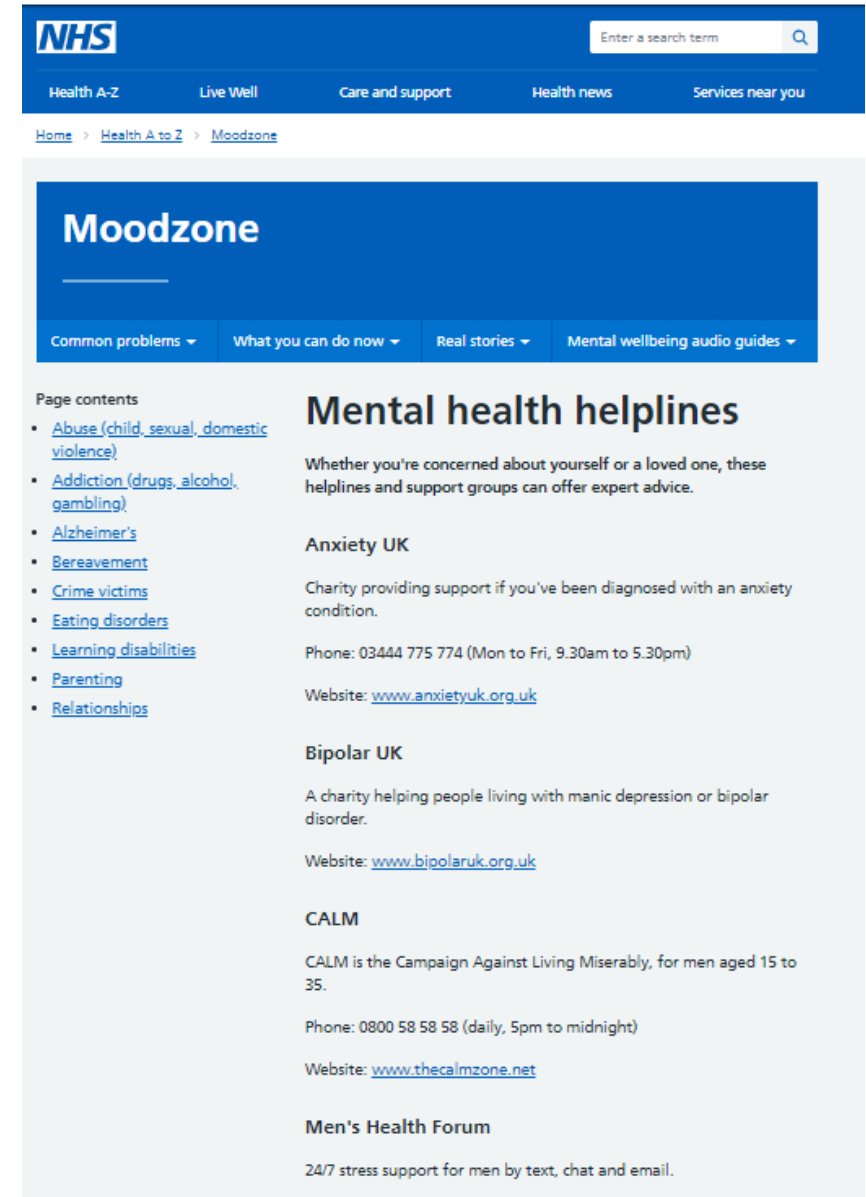 NHS
Enter a search term
Health A-Z Live Well Care and support Health news Services near you
Home > Health A to Z > Moodzone
Moodzone
Common problems What you can do now Real stories Mental wellbeing audio guides
Page contents
• Abuse (child, sexual, domestic
violence)
• Addiction (drugs, alcohol,
gambling)
• Alzheimer's
• Bereavement
• Crime victims
• Eating disorders
• Learning disabilities
• Parenting
• Relationships
Mental health helplines
Whether you're concerned about yourself or a loved one, these
helplines and support groups can offer expert advice.
Anxiety UK
Charity providing support if you've been diagnosed with an anxiety
condition.
Phone: 03444 775 774 (Mon to Fri, 9.30am to 5.30pm)
Website: www.anxietyuk.org.uk
Bipolar UK
A charity helping people living with manic depression or bipolar
disorder.
Website: www.bipolaruk.org.uk
CALM
CALM is the Campaign Against Living Miserably, for men aged 15 to
35.
Phone: 0800 58 58 58 (daily, 5pm to midnight)
Website: www.thecalmzone.net
Men's Health Forum
24/7 stress support for men by text, chat and email.